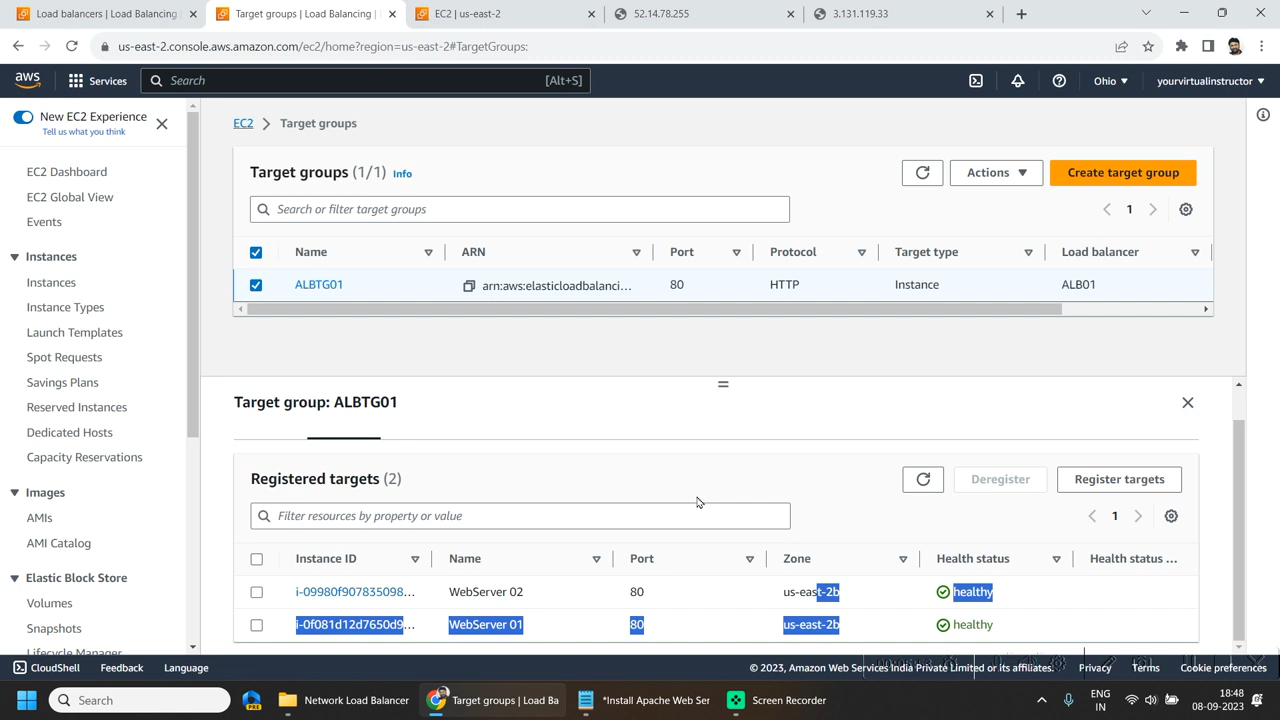 Load balancers | Load Balancing
Target groups | Load Balancing |
EC2 | us-east-2
52.14.78.255
3.131.119.33
us-east-2.console.aws.amazon.com/ec2/home?region=us-east-2#TargetGroups:
aws
Services
Search
[Alt+S]
Ohio
yourvirtualinstructor
New EC2 Experience
Tell us what you think
EC2 Dashboard
EC2 Global View
Events
Instances
Instances
Instance Types
Launch Templates
Spot Requests
Savings Plans
Reserved Instances
Dedicated Hosts
Capacity Reservations
Images
AMIs
AMI Catalog
Elastic Block Store
Volumes
Snapshots
Lifecycle Manager
EC2 > Target groups
Target groups (1/1) Info
Actions
Create target group
Search or filter target groups
1
Name ARN Port Protocol Target type Load balancer
ALBTG01 arn:aws:elasticloadbalanci... 80 HTTP Instance ALB01
Target group: ALBTG01
Registered targets (2)
Deregister
Register targets
Filter resources by property or value
1
Instance ID Name Port Zone Health status Health status ...
i-09980f907835098... WebServer 02 80 us-east-2b healthy
i-0f081d12d7650d9... WebServer 01 80 us-east-2b healthy
CloudShell Feedback Language
© 2023, Amazon Web Services India Private Limited or its affiliates. Privacy Terms Cookie preferences
Search
PRE
Network Load Balancer
Target groups | Load Ba
*Install Apache Web Ser
Screen Recorder
ENG
IN
18:48
08-09-2023